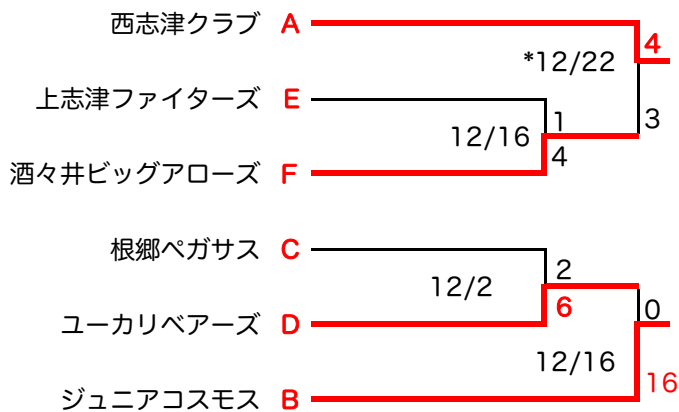 西志津クラブ A
4
*12/22
上志津ファイターズ E
1
3
12/16
4
酒々井ビッグアローズ F
根郷ペガサス C
2
12/2
6
0
ユーカリベアーズ D
12/16
16
ジュニアコスモス B